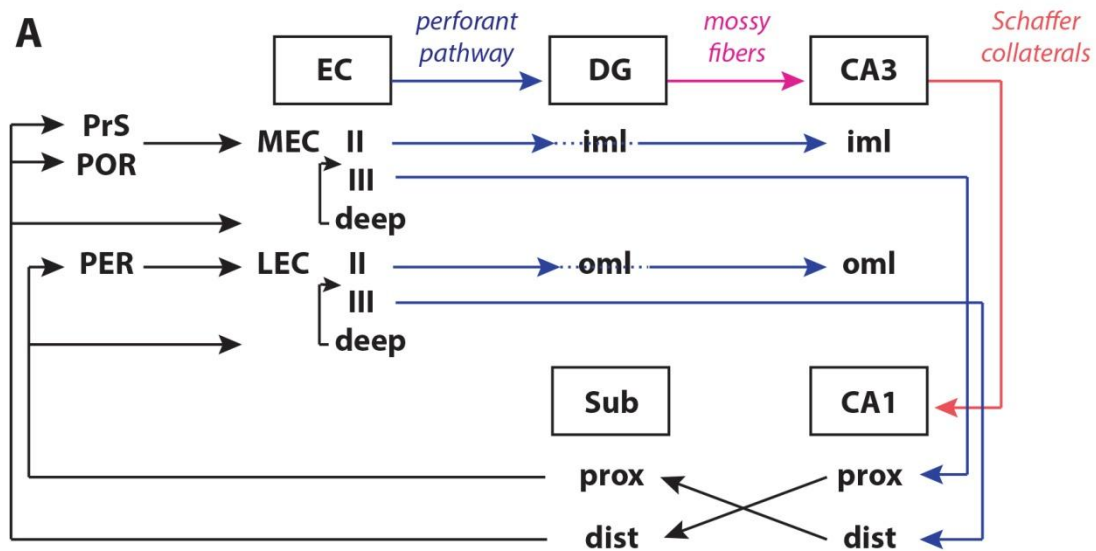 A
perforant
pathway
mossy
fibers
Schaffer
collaterals
EC
DG
CA3
PrS
POR
MEC II
iml
iml
III
deep
PER
LEC II
oml
oml
III
deep
Sub
CA1
prox
prox
dist
dist